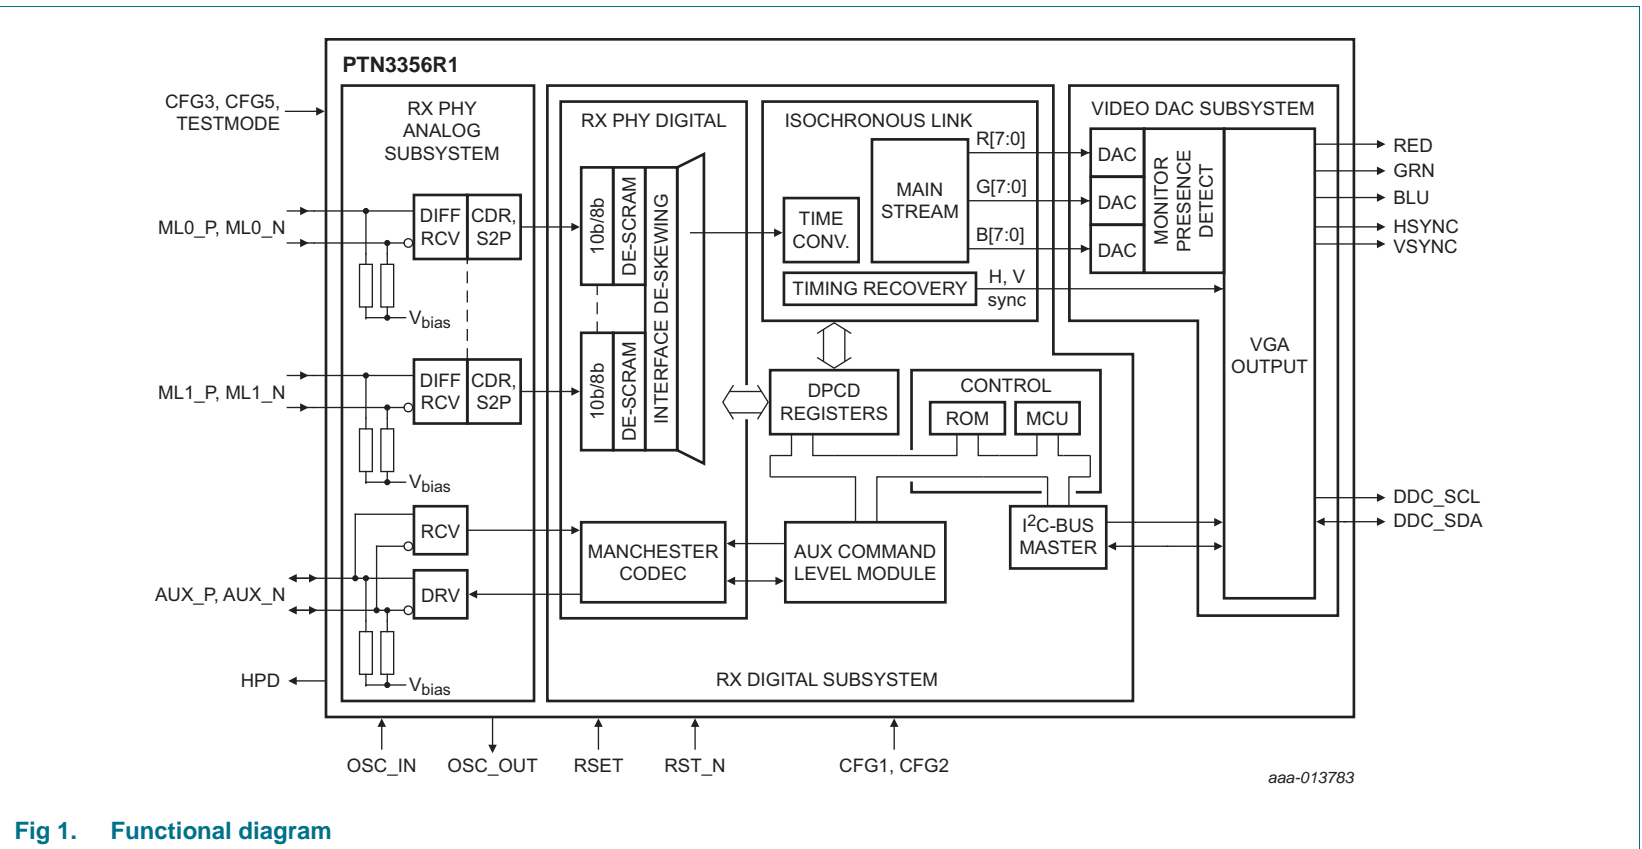 PTN3356R1
CFG3, CFG5,
TESTMODE
RX PHY
ANALOG
SUBSYSTEM
ML0_P, ML0_N
DIFF
RCV
CDR,
S2P
Vbias
ML1_P, ML1_N
DIFF
RCV
CDR,
S2P
Vbias
RCV
AUX_P, AUX_N
DRV
HPD
Vbias
RX PHY DIGITAL
10b/8b
DE-SCRAM
INTERFACE DE-SKEWING
10b/8b
DE-SCRAM
MANCHESTER
CODEC
ISOCHRONOUS LINK
TIME
CONV.
MAIN
STREAM
R[7:0]
G[7:0]
B[7:0]
TIMING RECOVERY
H, V
sync
DPCD
REGISTERS
CONTROL
ROM
MCU
AUX COMMAND
LEVEL MODULE
I2C-BUS
MASTER
RX DIGITAL SUBSYSTEM
VIDEO DAC SUBSYSTEM
DAC
DAC
DAC
MONITOR
PRESENCE
DETECT
VGA
OUTPUT
RED
GRN
BLU
HSYNC
VSYNC
DDC_SCL
DDC_SDA
OSC_IN
OSC_OUT
RSET
RST_N
CFG1, CFG2
aaa-013783
Fig 1. Functional diagram